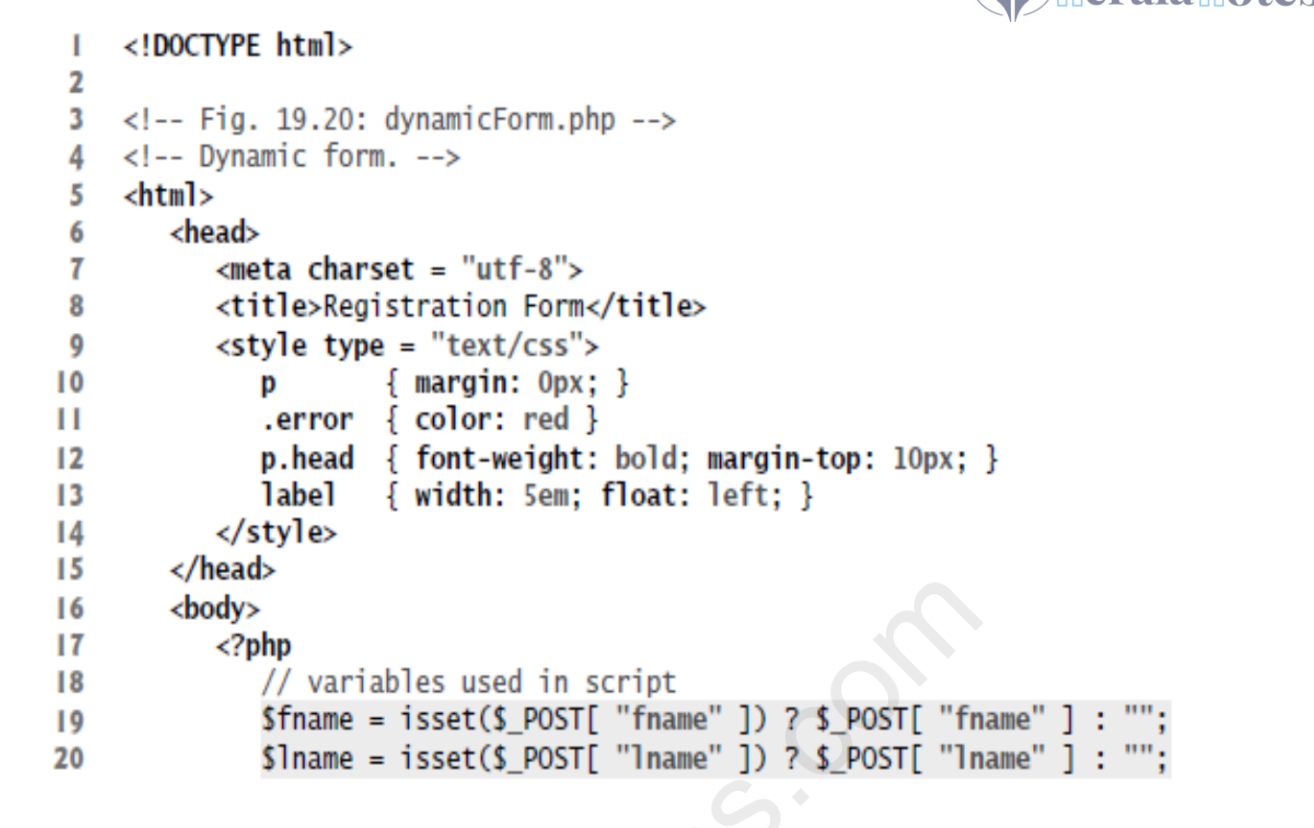 1 <!DOCTYPE html>
2
3 <!-- Fig. 19.20: dynamicForm.php -->
4 <!-- Dynamic form. -->
5 <html>
6 <head>
7 <meta charset = "utf-8">
8 <title>Registration Form</title>
9 <style type = "text/css">
10 p { margin: 0px; }
11 .error { color: red }
12 p.head { font-weight: bold; margin-top: 10px; }
13 label { width: 5em; float: left; }
14 </style>
15 </head>
16 <body>
17 <?php
18 // variables used in script
19 $fname = isset($_POST[ "fname" ]) ? $_POST[ "fname" ] : "";
20 $lname = isset($_POST[ "lname" ]) ? $_POST[ "lname" ] : "";
s.com